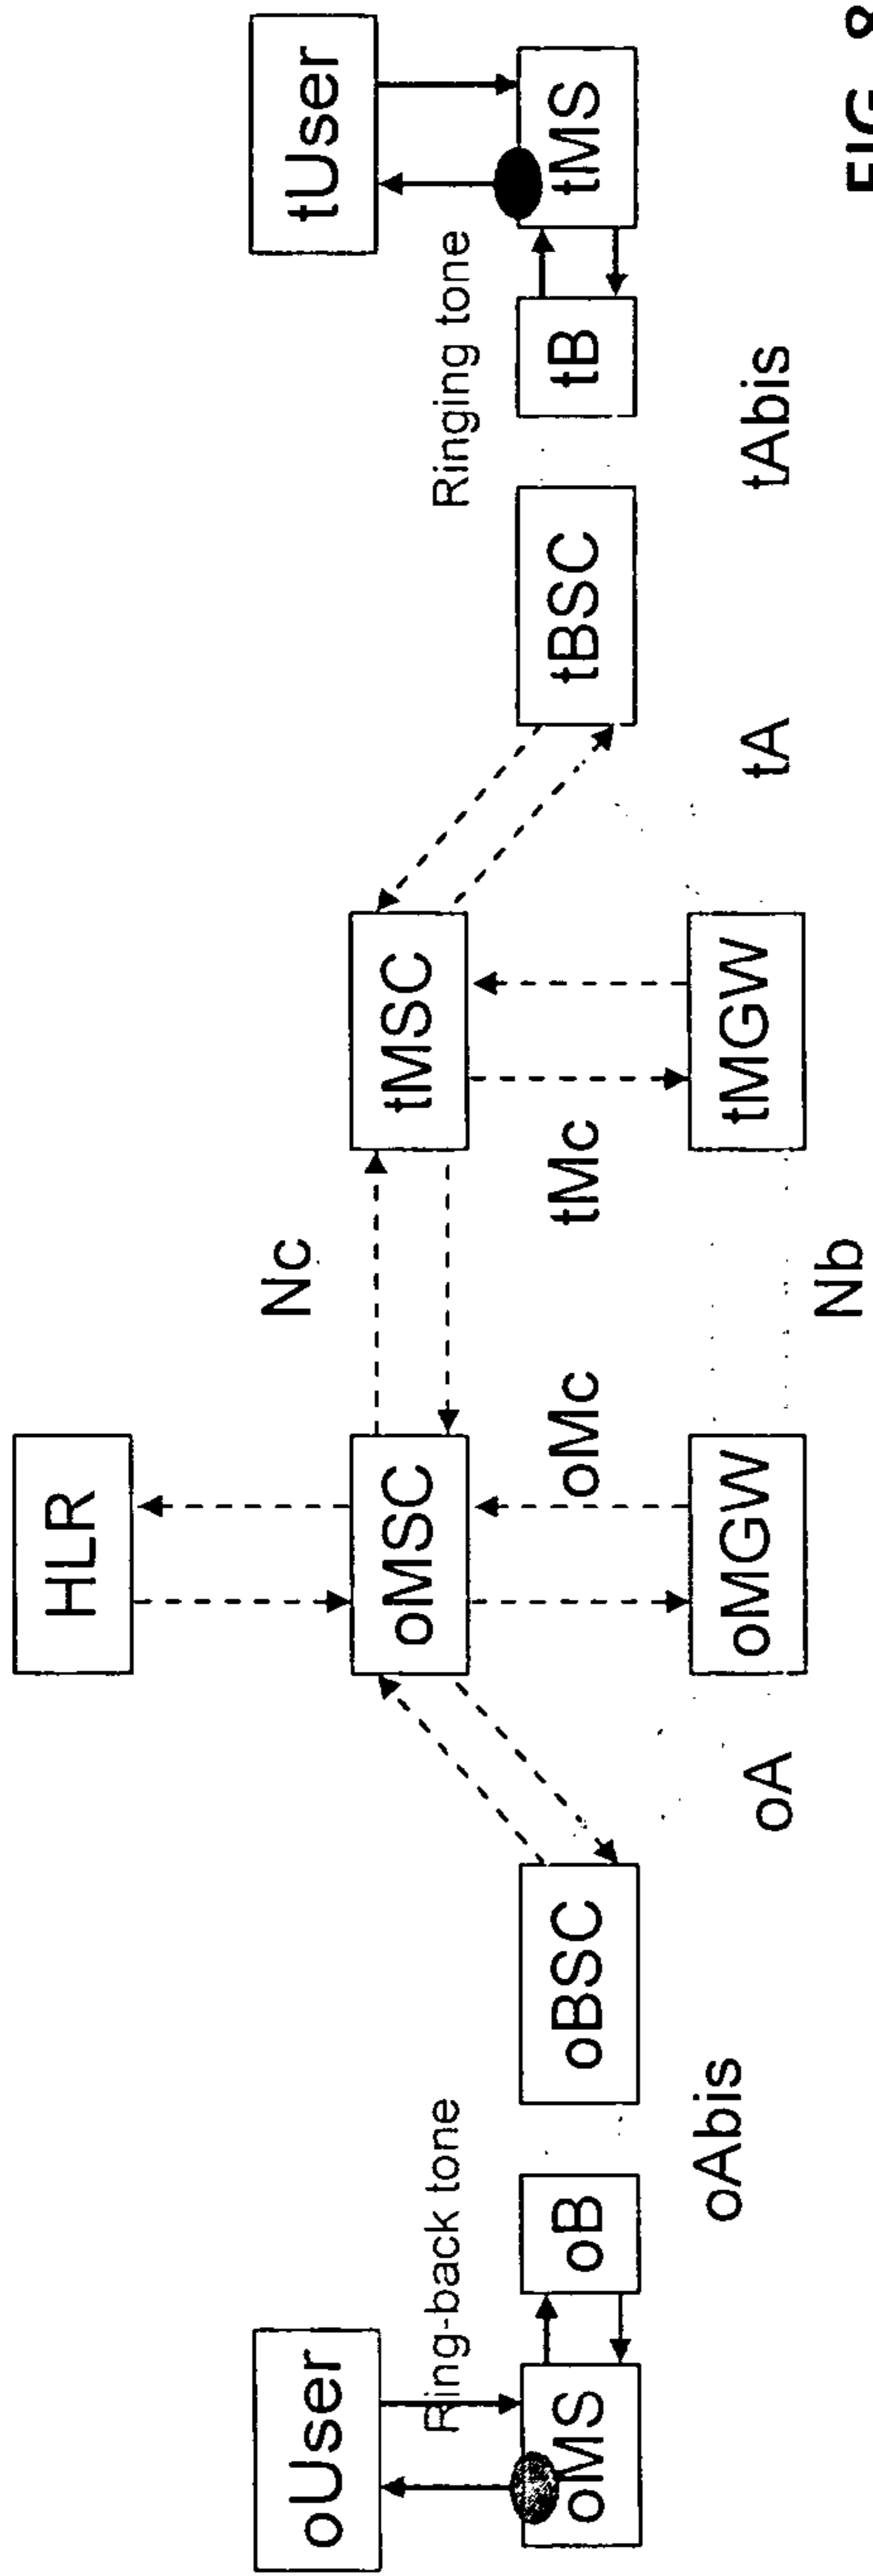 HLR
oUser
tUser
Nc
Ring-back tone
oMSC
tMSC
Ringing tone
oMS
oB
oBSC
oMc
tMc
tBSC
tB
tMS
oAbis
oA
oMGW
tMGW
tA
tAbis
Nb
FIG. 8